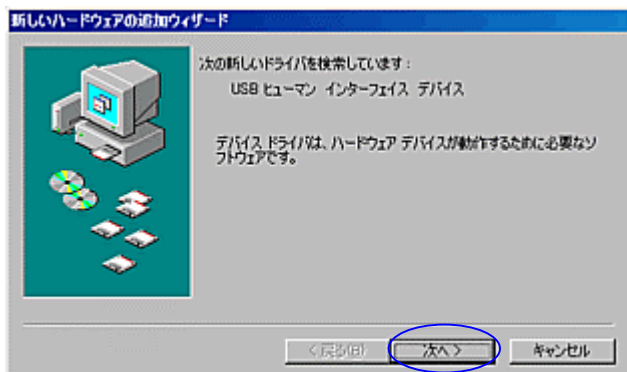 新しいハードウェアの追加ウィザード
次の新しいドライバを検索しています：
USB ヒューマン インターフェイス デバイス
デバイス ドライバは、ハードウェア デバイスが動作するために必要なソ
フトウェアです。
< 戻る(B)
次へ >
キャンセル